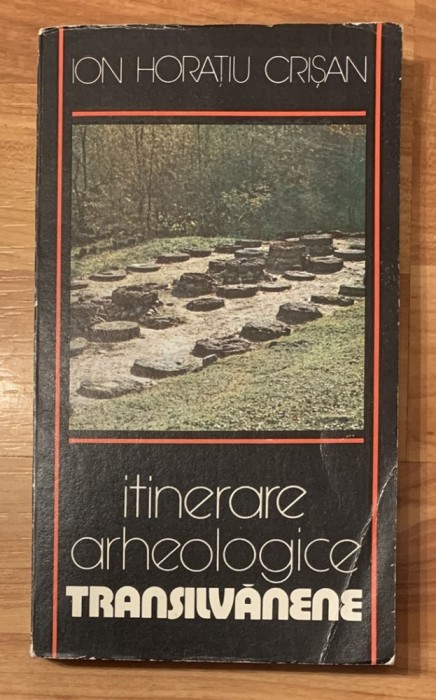 ION HORAȚIU CRIȘAN
itinerare
arheologice
TRANSILVĂNENE